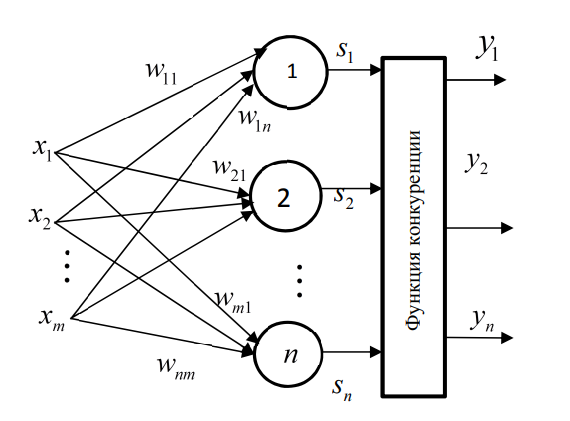 x₁
x₂
⋮
xₘ
w₁₁
w₁ₙ
w₂₁
wₘ₁
wₙₘ
1
2
⋮
n
s₁
s₂
sₙ
Функция конкуренции
y₁
y₂
yₙ